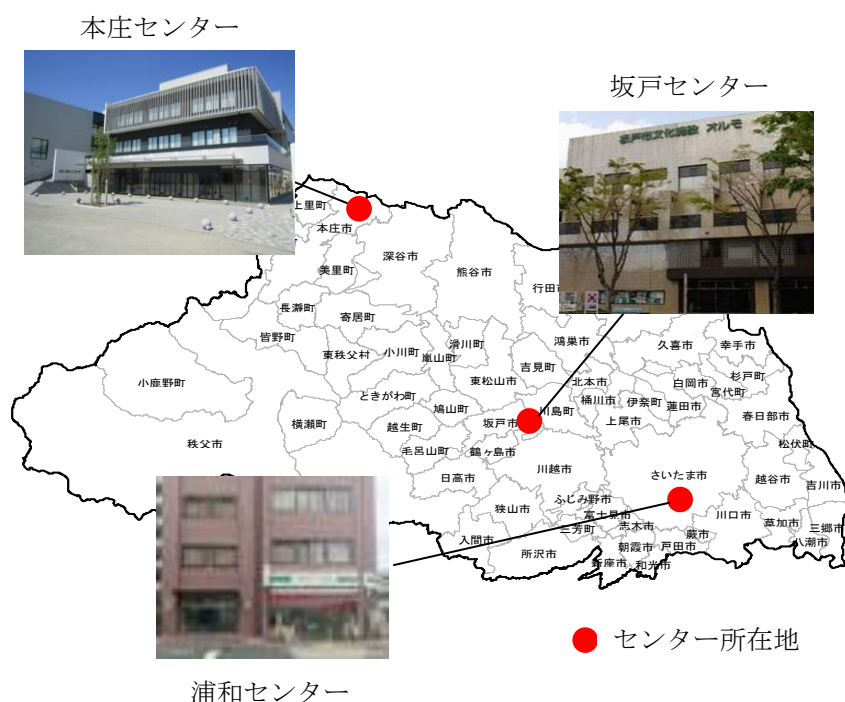 本庄センター
坂戸センター
坂戸市文化施設 オルモ
上里町
本庄市
深谷市
熊谷市
行田市
美里町
長瀞町
寄居町
皆野町
東秩父村
小川町
嵐山町
滑川町
吉見町
鴻巣市
久喜市
幸手市
小鹿野町
東松山市
北本市
白岡市
杉戸町
宮代町
ときがわ町
鳩山町
川島町
桶川市
伊奈町
蓮田市
春日部市
横瀬町
越生町
坂戸市
上尾市
秩父市
毛呂山町
鶴ヶ島市
松伏町
日高市
川越市
さいたま市
越谷市
吉川市
狭山市
ふじみ野市
富士見市
川口市
入間市
三芳町
志木市
蕨市
草加市
三郷市
所沢市
朝霞市
戸田市
八潮市
新座市
和光市
センター所在地
浦和センター